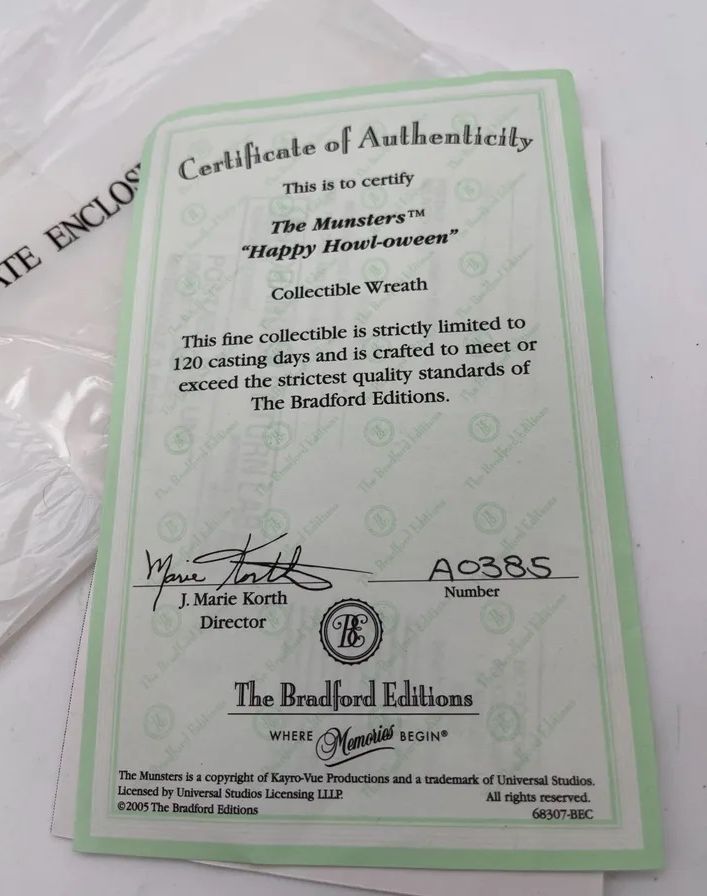 ATE ENCLOS
Certificate of Authenticity
This is to certify
The Munsters™
"Happy Howl-oween"
Collectible Wreath
This fine collectible is strictly limited to
120 casting days and is crafted to meet or
exceed the strictest quality standards of
The Bradford Editions.
Marie Korth
A0385
J. Marie Korth
Number
Director
BE
The Bradford Editions
WHERE Memories BEGIN®
The Munsters is a copyright of Kayro-Vue Productions and a trademark of Universal Studios.
Licensed by Universal Studios Licensing LLLP.
All rights reserved.
©2005 The Bradford Editions
68307-BEC